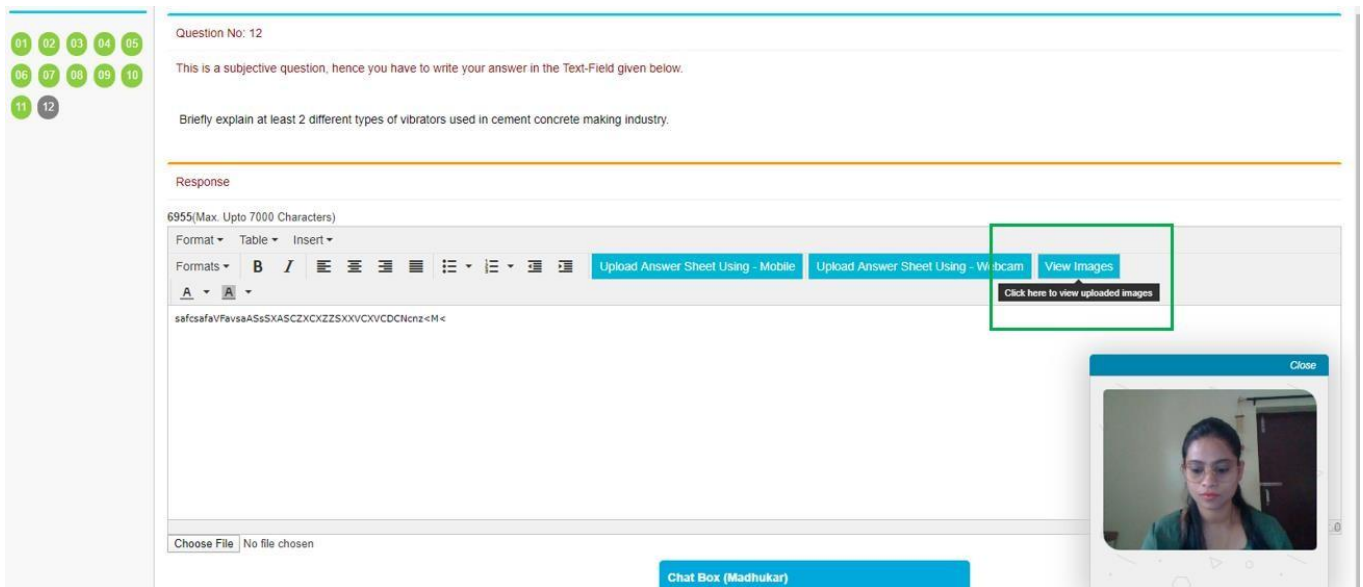 01 02 03 04 05
06 07 08 09 10
11 12
Question No: 12
This is a subjective question, hence you have to write your answer in the Text-Field given below.
Briefly explain at least 2 different types of vibrators used in cement concrete making industry.
Response
6955(Max. Upto 7000 Characters)
Format Table Insert
Formats B I Upload Answer Sheet Using - Mobile Upload Answer Sheet Using - Webcam View Images
A A Click here to view uploaded images
safcsafaVFavsaASsSXASCZXCXZZSXXVCXVCDCNcnz<M<
Close
0
Choose File No file chosen
Chat Box (Madhukar)